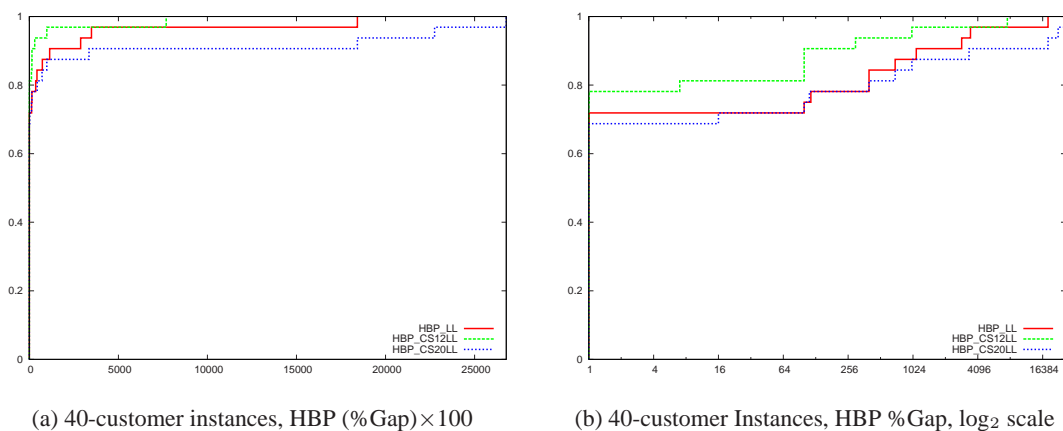 1
0.8
0.6
0.4
0.2
0
0 5000 10000 15000 20000 25000
HBP_LL
HBP_CS12LL
HBP_CS20LL
(a) 40-customer instances, HBP (%Gap)×100
1
0.8
0.6
0.4
0.2
0
1 4 16 64 256 1024 4096 16384
HBP_LL
HBP_CS12LL
HBP_CS20LL
(b) 40-customer Instances, HBP %Gap, log₂ scale